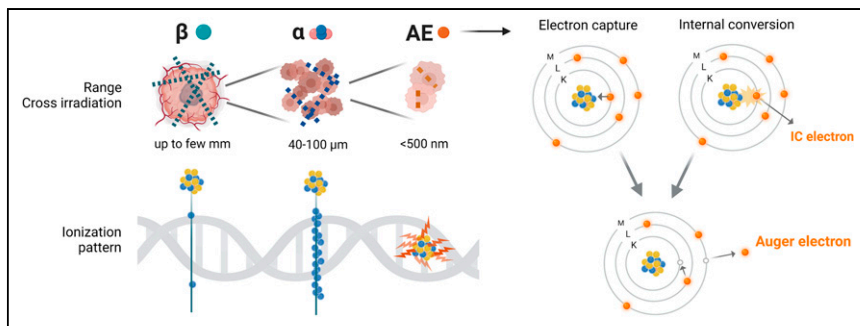 β
α
AE
Electron capture
Internal conversion
Range
Cross irradiation
up to few mm
40-100 µm
<500 nm
M
L
K
M
L
K
IC electron
Ionization
pattern
M
L
K
Auger electron